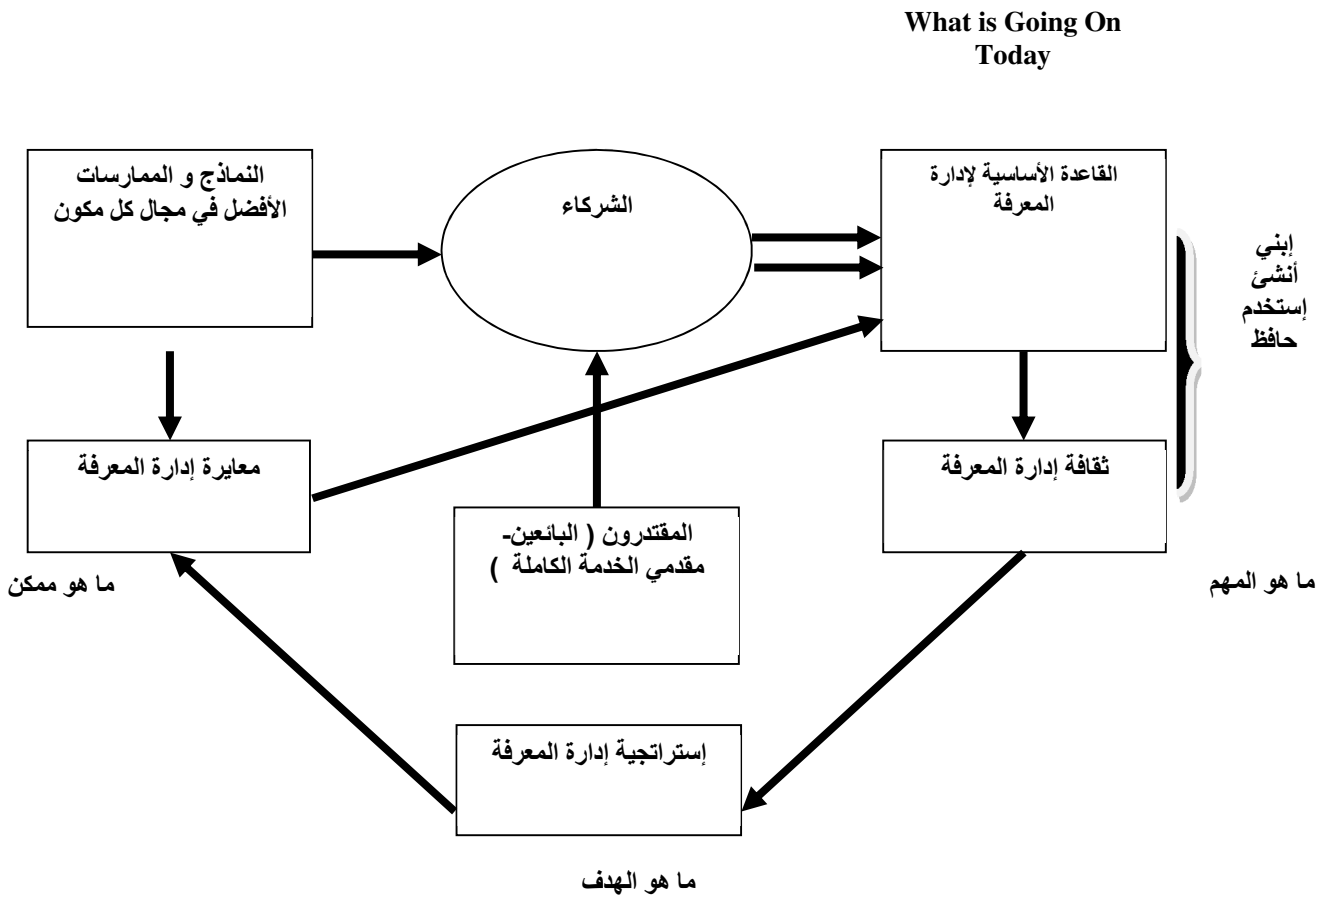 What is Going On
Today
النماذج و الممارسات
الأفضل في مجال كل مكون
الشركاء
القاعدة الأساسية لإدارة
المعرفة
إبني
أنشئ
إستخدم
حافظ
معايرة إدارة المعرفة
ثقافة إدارة المعرفة
المقتدرون ( البائعين-
مقدمي الخدمة الكاملة )
ما هو ممكن
ما هو المهم
إستراتجية إدارة المعرفة
ما هو الهدف